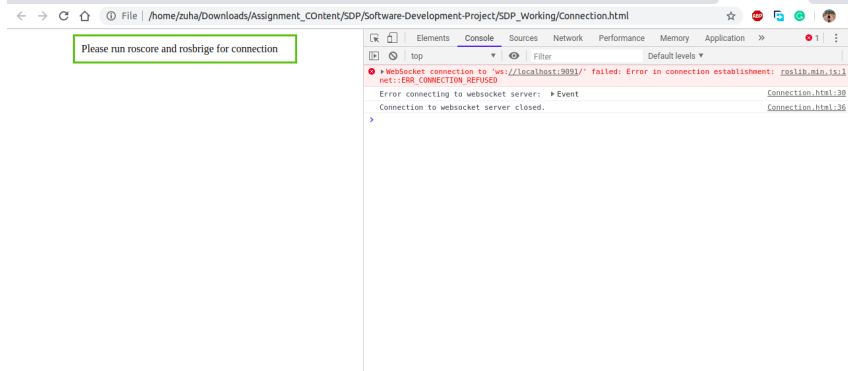 File | /home/zuha/Downloads/Assignment_COntent/SDP/Software-Development-Project/SDP_Working/Connection.html
ABP
Please run roscore and rosbrige for connection
Elements Console Sources Network Performance Memory Application » 1
top Filter Default levels ▼
WebSocket connection to 'ws://localhost:9091/' failed: Error in connection establishment: roslib.min.js:1
net::ERR_CONNECTION_REFUSED
Error connecting to websocket server: ▶Event Connection.html:30
Connection to websocket server closed. Connection.html:36